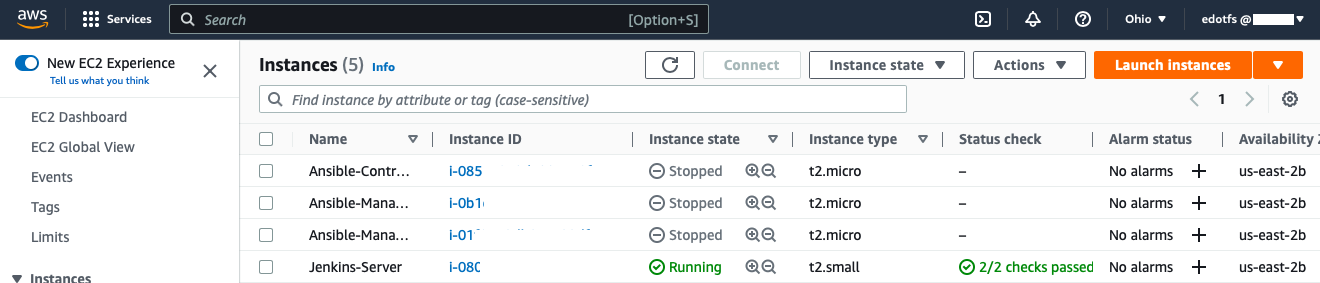 aws Services Search [Option+S] Ohio ▼ edotfs @ ▼
New EC2 Experience
Tell us what you think
EC2 Dashboard
EC2 Global View
Events
Tags
Limits
▼ Instances
Instances (5) Info Connect Instance state ▼ Actions ▼ Launch instances ▼
Find instance by attribute or tag (case-sensitive) 1
Name Instance ID Instance state Instance type Status check Alarm status Availability
Ansible-Contr... i-085 Stopped t2.micro – No alarms + us-east-2b
Ansible-Mana... i-0b1 Stopped t2.micro – No alarms + us-east-2b
Ansible-Mana... i-01 Stopped t2.micro – No alarms + us-east-2b
Jenkins-Server i-080 Running t2.small 2/2 checks passed No alarms + us-east-2b